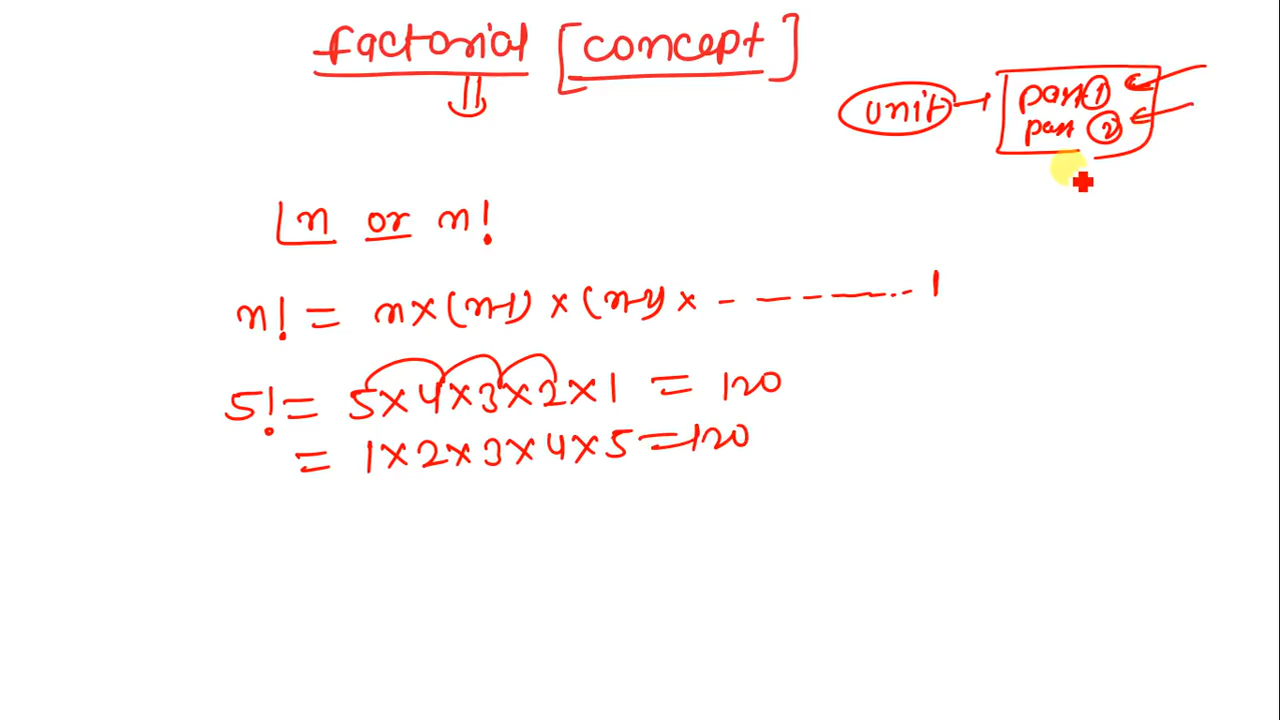 factorial [concept]
unit → part 1
part 2
⌊n or n!
n! = n×(n-1)×(n-2)× - - - - - - .. - 1
5! = 5×4×3×2×1 = 120
= 1×2×3×4×5 = 120